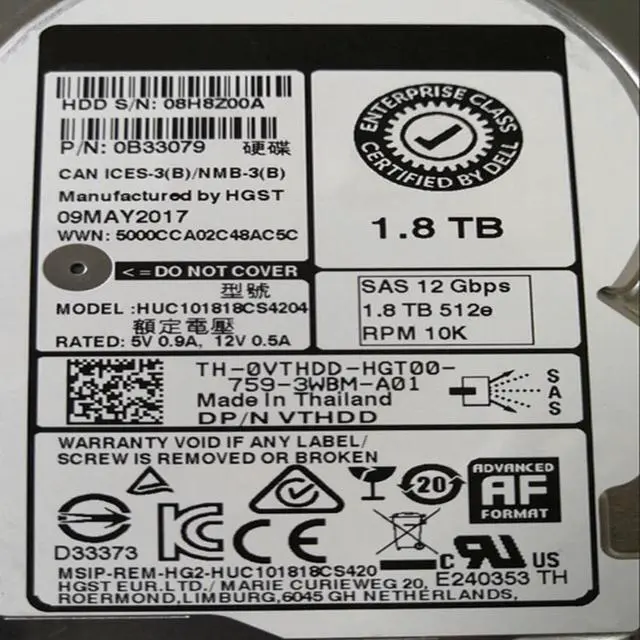 HDD S/N: 08H8Z00A
P/N: 0B33079 硬碟
CAN ICES-3(B)/NMB-3(B)
Manufactured by HGST
09MAY2017
WWN: 5000CCA02C48AC5C
<=DO NOT COVER
型號
MODEL :HUC101818CS4204
額定電壓
RATED: 5V 0.9A, 12V 0.5A
ENTERPRISE CLASS
CERTIFIED BY DELL
1.8 TB
SAS 12 Gbps
1.8 TB 512e
RPM 10K
TH-0VTHDD-HGT00-
759-3WBM-A01
Made in Thailand
DP/N VTHDD
SAS
WARRANTY VOID IF ANY LABEL/
SCREW IS REMOVED OR BROKEN
20
ADVANCED
AF
FORMAT
D33373
KC CE
c RU US
E240353 TH
MSIP-REM-HG2-HUC101818CS420
HGST EUR.LTD./ MARIE CURIEWEG 20,
ROERMOND,LIMBURG,6045 GH NETHERLANDS,